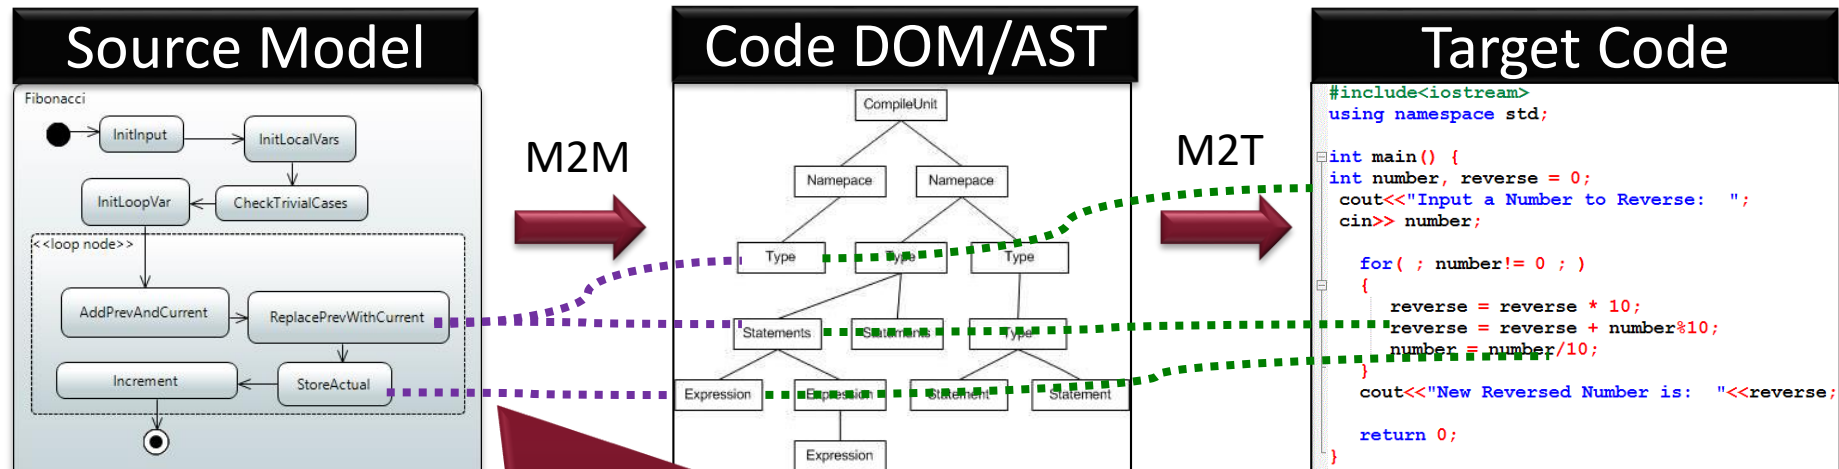 Source Model
Code DOM/AST
Target Code
Fibonacci
InitInput
InitLocalVars
InitLoopVar
CheckTrivialCases
<<loop node>>
AddPrevAndCurrent
ReplacePrevWithCurrent
Increment
StoreActual
M2M
CompileUnit
Namepace
Namepace
Type
Type
Type
Statements
Statements
Type
Expression
Expression
Statement
Statement
Expression
M2T
#include<iostream>
using namespace std;
int main() {
int number, reverse = 0;
cout<<"Input a Number to Reverse:  ";
cin>> number;
for( ; number!= 0 ; )
{
reverse = reverse * 10;
reverse = reverse + number%10;
number = number/10;
}
cout<<"New Reversed Number is:  "<<reverse;
return 0;
}